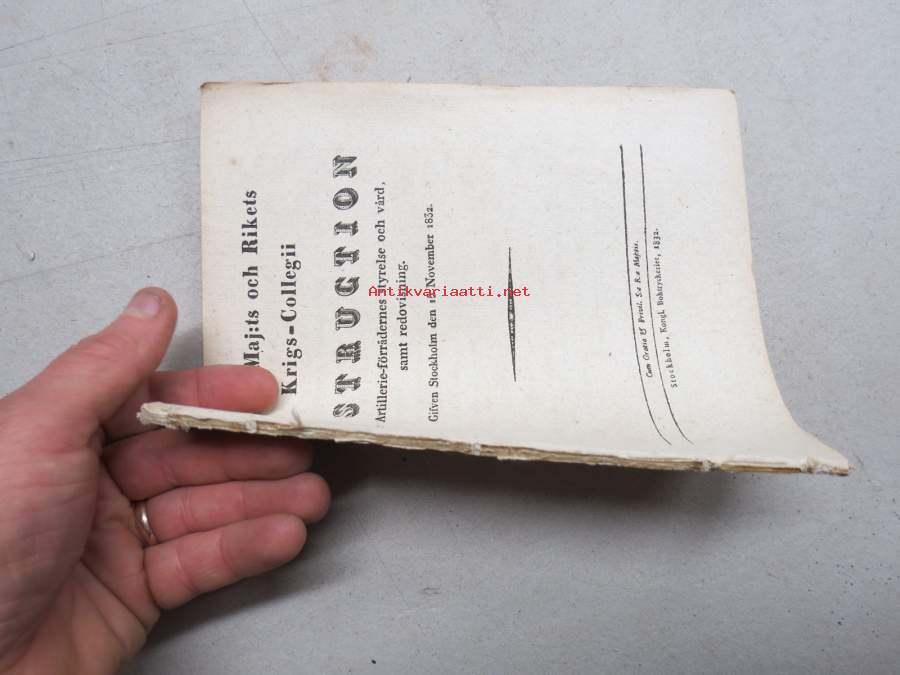 Maj:ts och Rikets
Krigs-Collegii
STRUCTION
Artillerie-förrådernes styrelse och vård,
samt redovisning.
Gifven Stockholm den November 1832.
Cum Gratia & Privil. S:æ R:æ Majest:s.
Stockholm, Kongl. Boktryckeriet, 1832.
Antikvariaatti.net